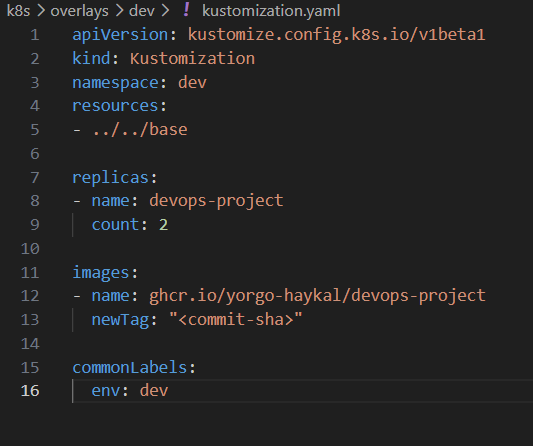 k8s > overlays > dev > ! kustomization.yaml
1 apiVersion: kustomize.config.k8s.io/v1beta1
2 kind: Kustomization
3 namespace: dev
4 resources:
5 - ../../base
6
7 replicas:
8 - name: devops-project
9   count: 2
10
11 images:
12 - name: ghcr.io/yorgo-haykal/devops-project
13   newTag: "<commit-sha>"
14
15 commonLabels:
16   env: dev